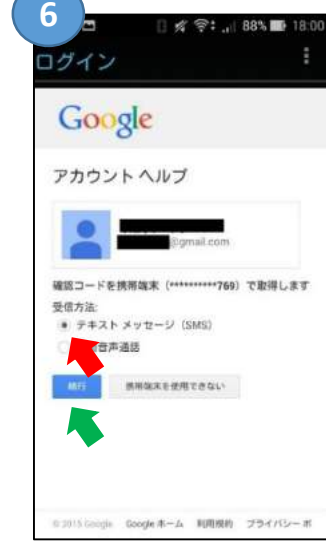 6
88% 18:00
ログイン
Google
アカウント ヘルプ
@gmail.com
確認コードを携帯端末（**********769）で取得します
受信方法:
テキスト メッセージ（SMS）
音声通話
続行
携帯端末を使用できない
© 2015 Google Google ホーム 利用規約 プライバシー ポ